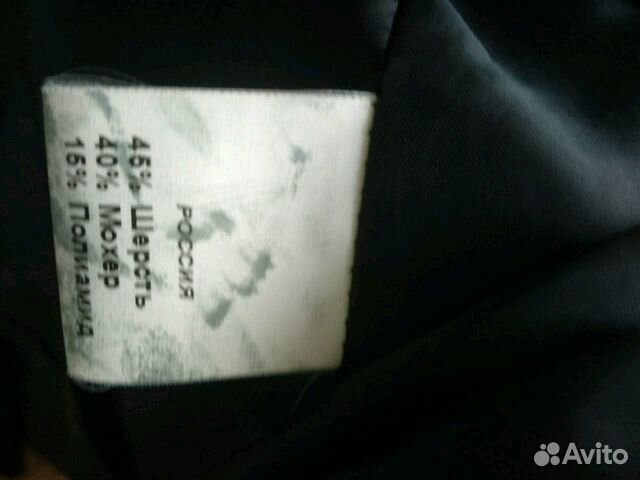 РОССИЯ
45% Шерсть
40% Мохер
15% Полиамид
Avito